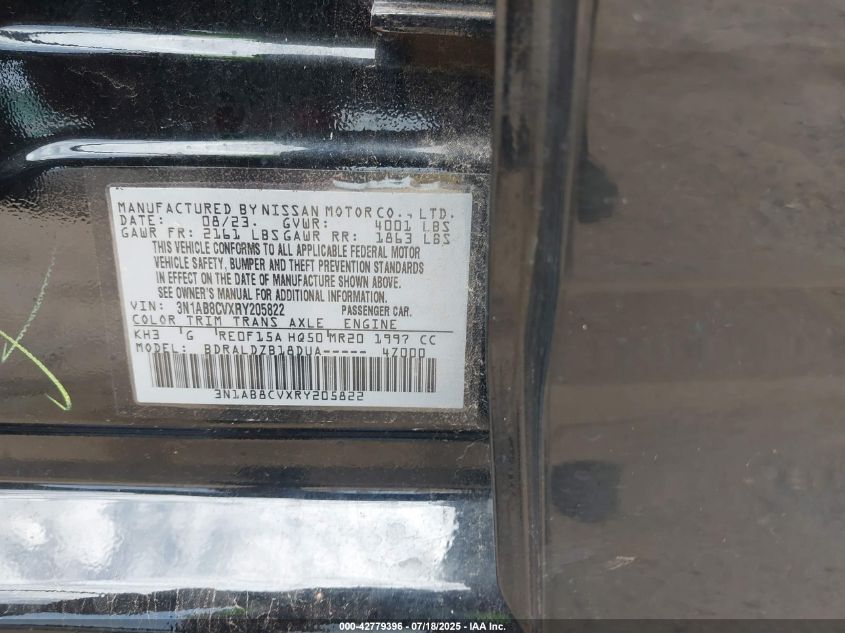 MANUFACTURED BY NISSAN MOTOR CO., LTD.
DATE: 08/23. GVWR: 4001 LBS
GAWR FR: 2161 LBS GAWR RR: 1863 LBS
THIS VEHICLE CONFORMS TO ALL APPLICABLE FEDERAL MOTOR
VEHICLE SAFETY, BUMPER AND THEFT PREVENTION STANDARDS
IN EFFECT ON THE DATE OF MANUFACTURE SHOWN ABOVE.
SEE OWNER'S MANUAL FOR ADDITIONAL INFORMATION.
VIN: 3N1AB8CVXRY205822 PASSENGER CAR.
COLOR TRIM TRANS AXLE ENGINE
KH3 G RE0F15A HQ50 MR20 1997 CC
MODEL: BDRALDZB18DUA----- 4Z000
3N1AB8CVXRY205822
000-42779396 - 07/18/2025 - IAA Inc.